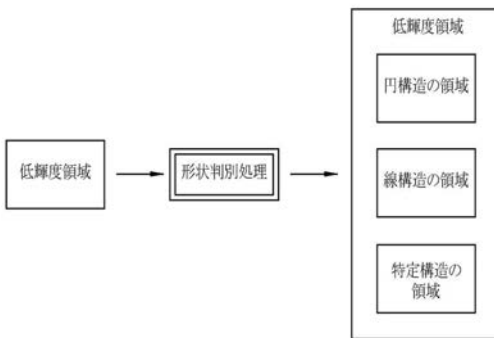 低輝度領域
形状判別処理
低輝度領域
円構造の領域
線構造の領域
特定構造の
領域